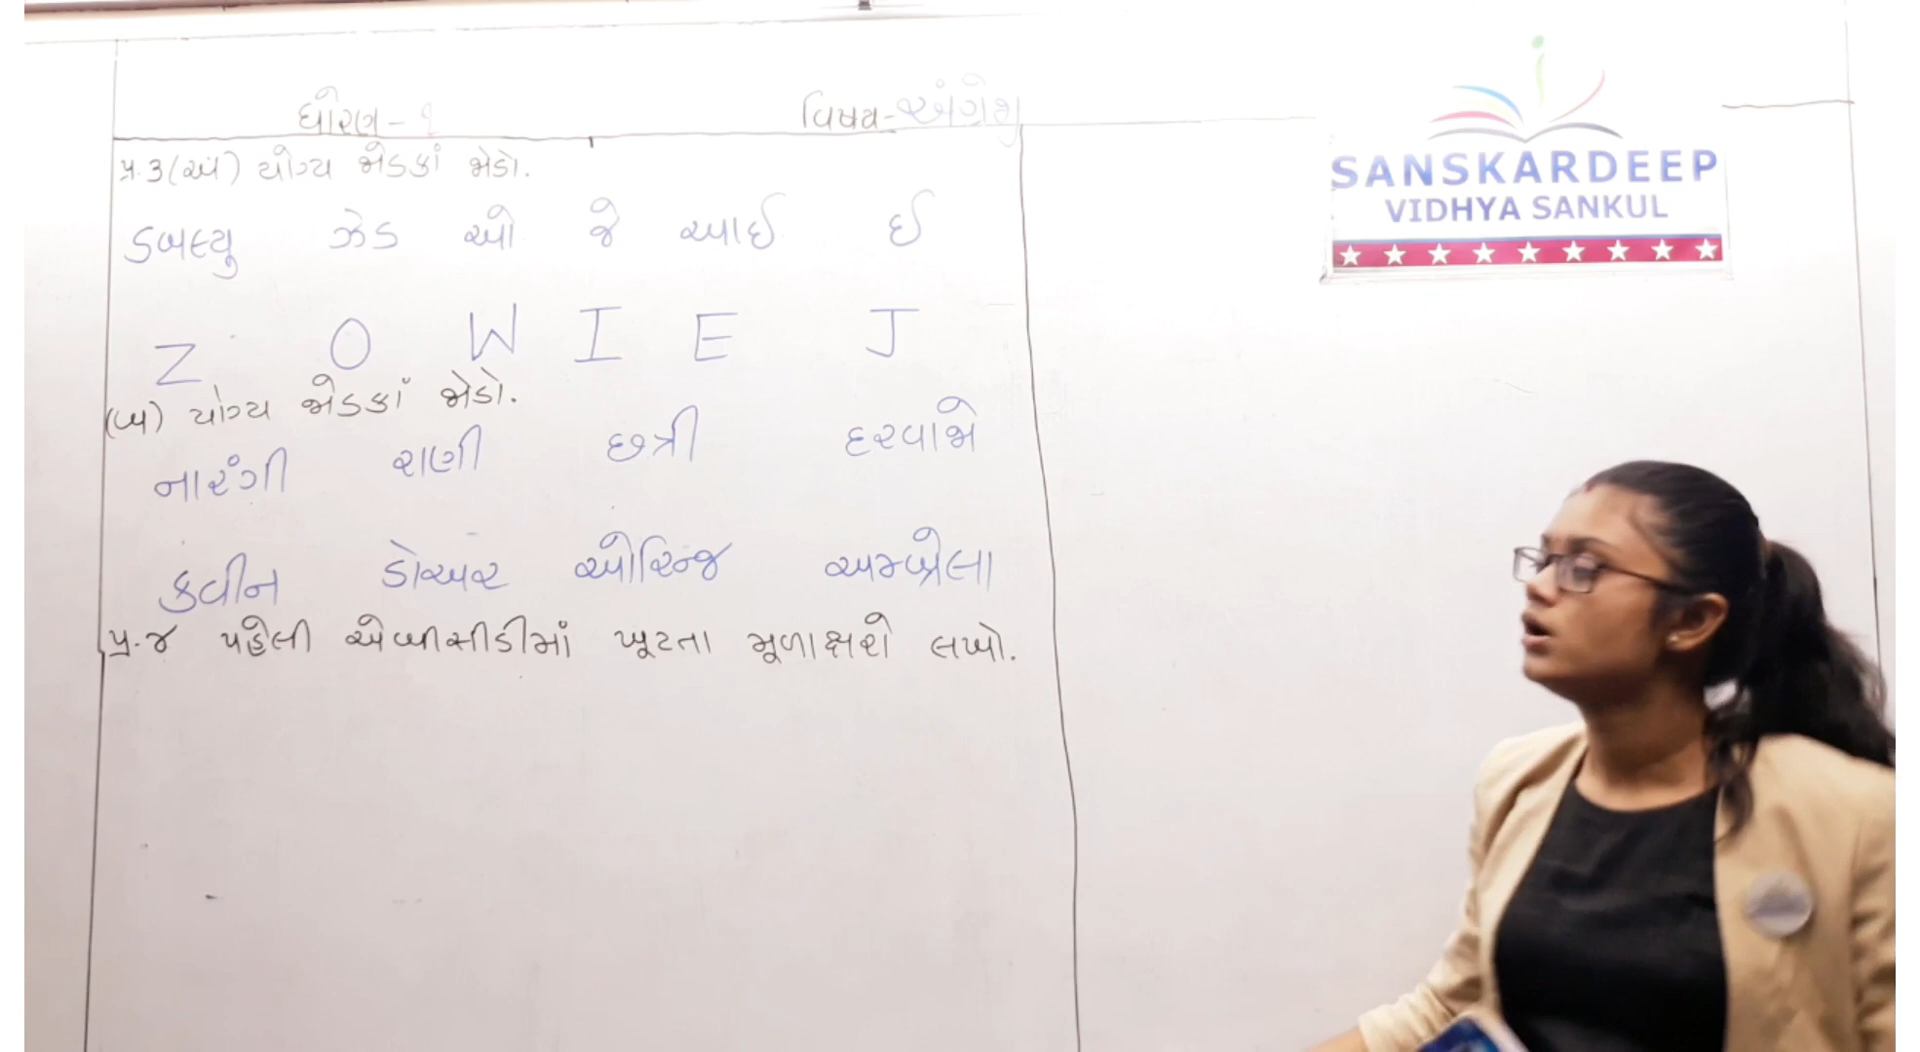 ધોરણ - ૧ વિષય - અંગ્રેજી
પ્ર.૩ (અ) યોગ્ય જોડકાં જોડો.
ડબલ્યુ ઝેડ ઓ જે આઈ ઈ
Z O W I E J
(બ) યોગ્ય જોડકાં જોડો.
નારંગી રાણી છત્રી દરવાજો
ક્વીન ડોઅર ઓરેન્જ અમ્બ્રેલા
પ્ર.૪ પહેલી એબીસીડીમાં ખૂટતા મૂળાક્ષરો લખો.
SANSKARDEEP
VIDHYA SANKUL